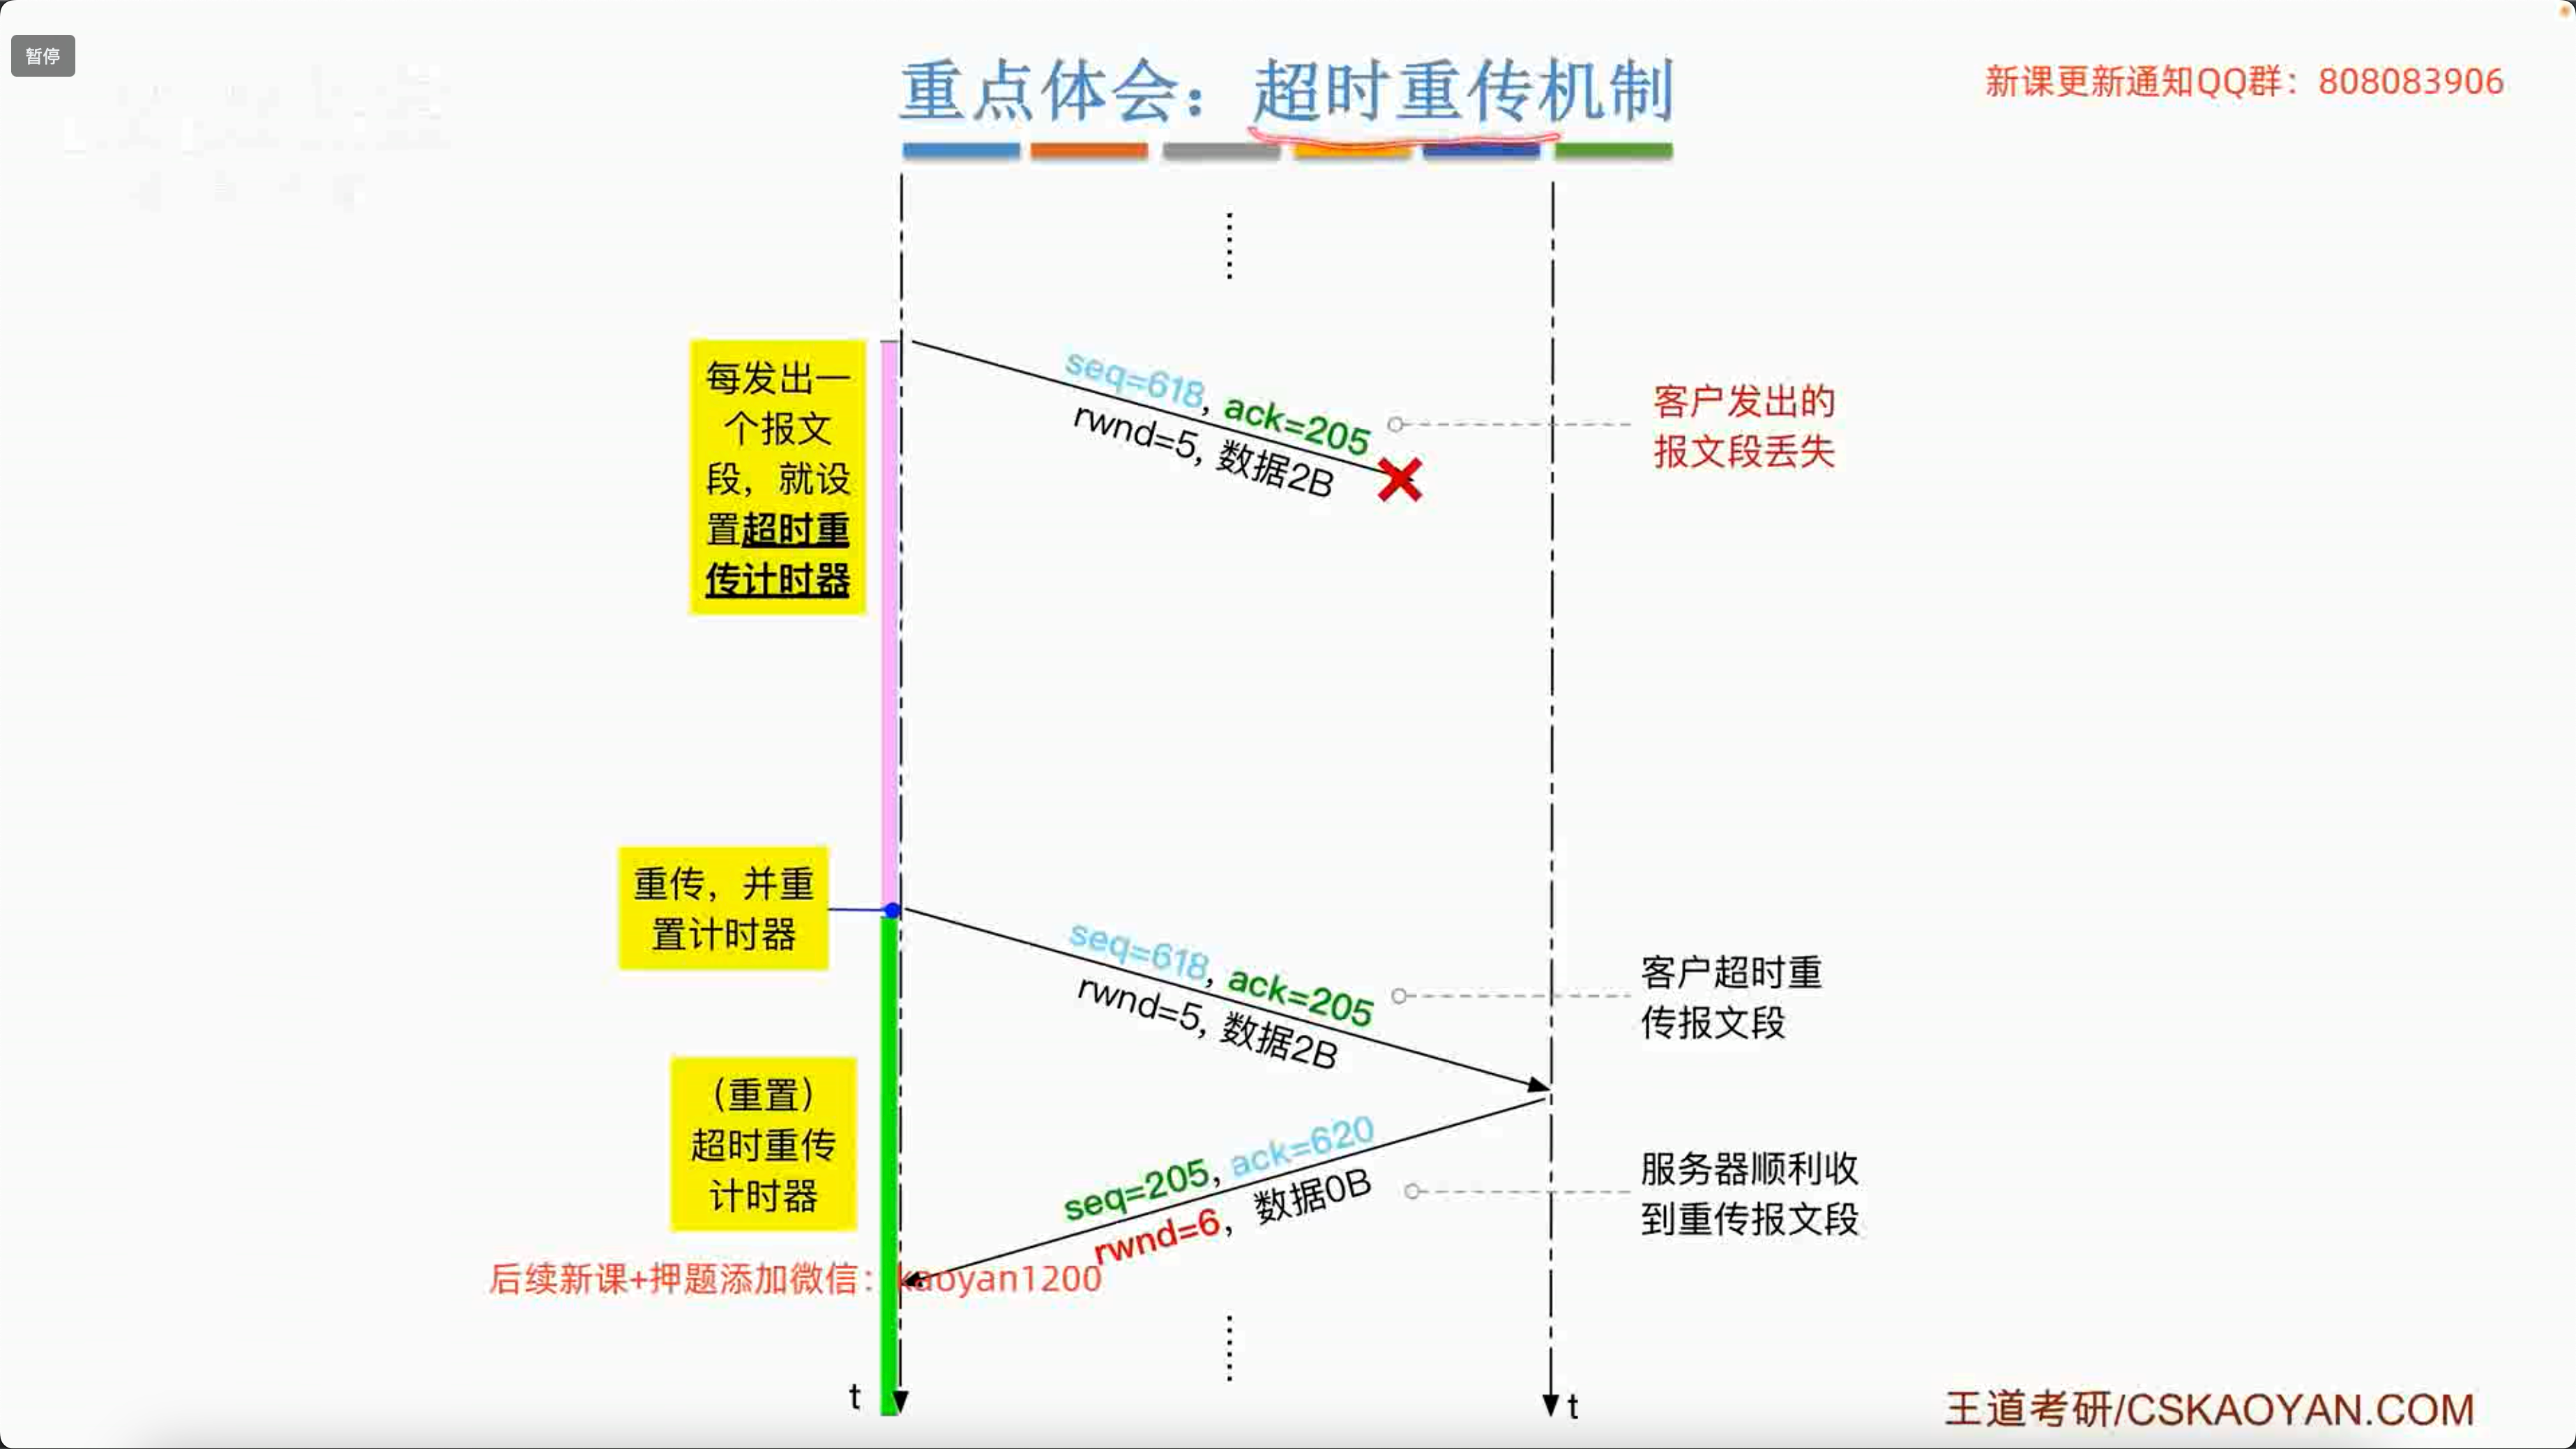 暂停
重点体会：超时重传机制
新课更新通知QQ群：808083906
每发出一
个报文
段，就设
置超时重
传计时器
seq=618, ack=205
rwnd=5, 数据2B
客户发出的
报文段丢失
重传，并重
置计时器
seq=618, ack=205
rwnd=5, 数据2B
客户超时重
传报文段
（重置）
超时重传
计时器
seq=205, ack=620
rwnd=6, 数据0B
服务器顺利收
到重传报文段
后续新课+押题添加微信：kaoyan1200
t
t
王道考研/CSKAOYAN.COM